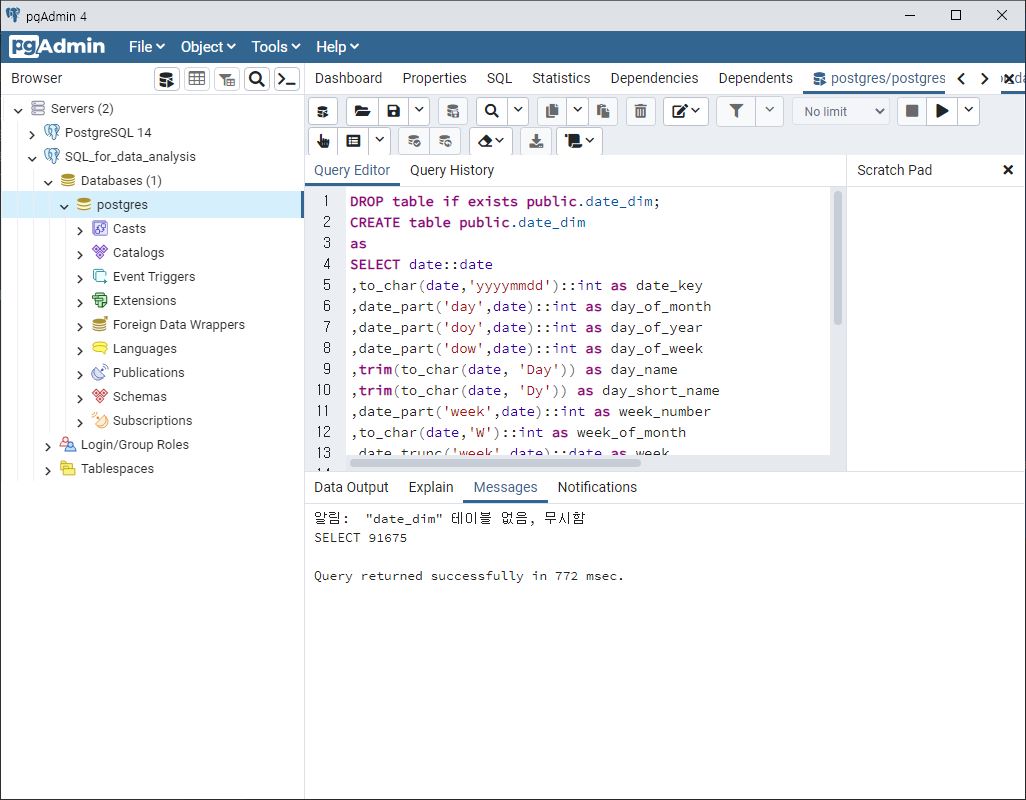 pgAdmin 4
pgAdmin File Object Tools Help
Browser
Dashboard Properties SQL Statistics Dependencies Dependents postgres/postgres
Servers (2)
PostgreSQL 14
SQL_for_data_analysis
Databases (1)
postgres
Casts
Catalogs
Event Triggers
Extensions
Foreign Data Wrappers
Languages
Publications
Schemas
Subscriptions
Login/Group Roles
Tablespaces
No limit
Query Editor Query History
Scratch Pad
1 DROP table if exists public.date_dim;
2 CREATE table public.date_dim
3 as
4 SELECT date::date
5 ,to_char(date,'yyyymmdd')::int as date_key
6 ,date_part('day',date)::int as day_of_month
7 ,date_part('doy',date)::int as day_of_year
8 ,date_part('dow',date)::int as day_of_week
9 ,trim(to_char(date, 'Day')) as day_name
10 ,trim(to_char(date, 'Dy')) as day_short_name
11 ,date_part('week',date)::int as week_number
12 ,to_char(date,'W')::int as week_of_month
13 ,date_trunc('week',date)::date as week
Data Output Explain Messages Notifications
알림:  "date_dim" 테이블 없음, 무시함
SELECT 91675
Query returned successfully in 772 msec.